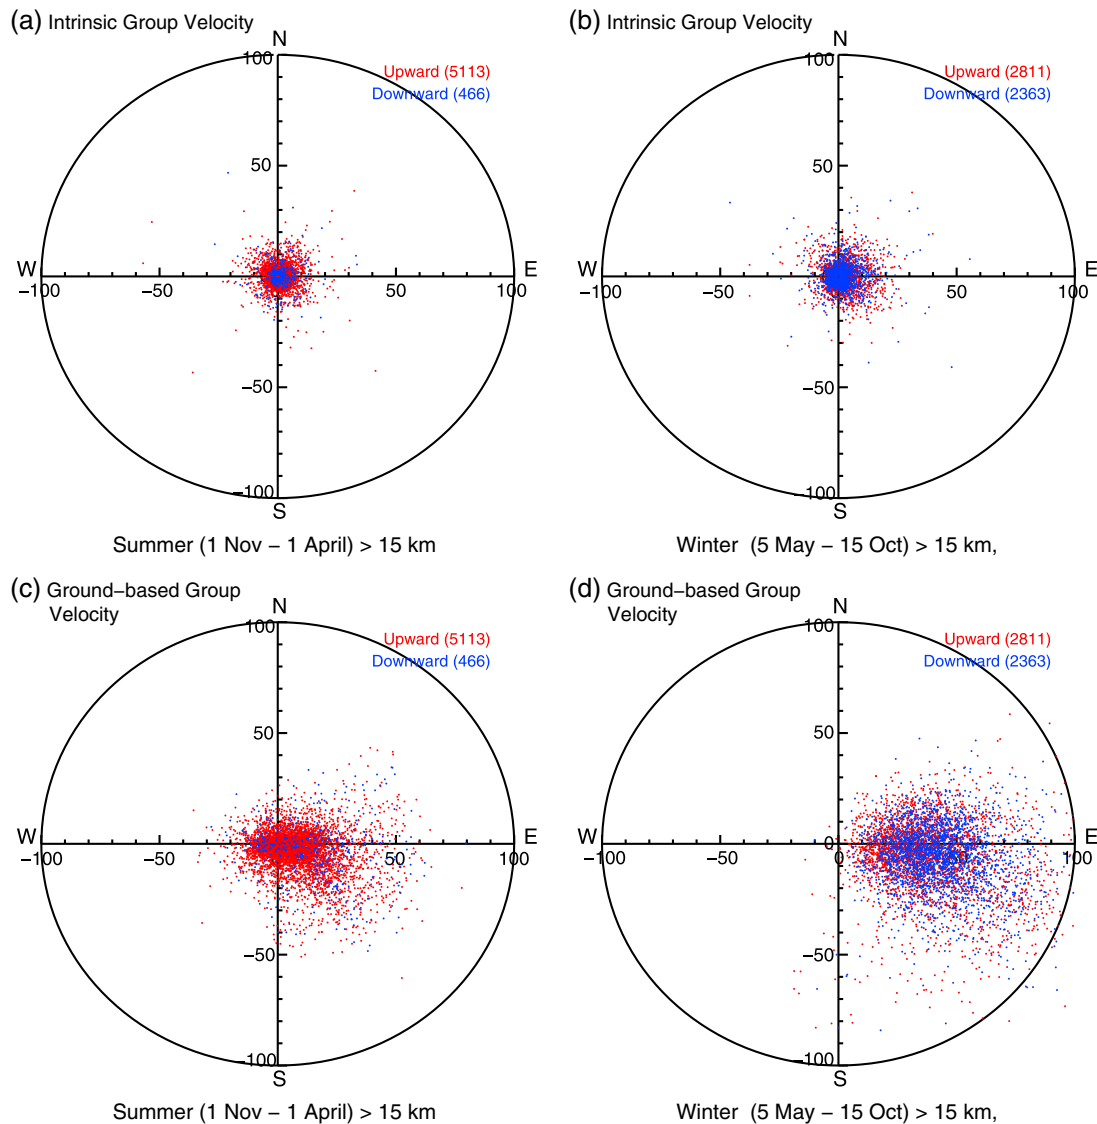 (a) Intrinsic Group Velocity
N
100
Upward (5113)
Downward (466)
50
W
E
−100
−50
50
100
−50
−100
S
Summer (1 Nov − 1 April) > 15 km
(b) Intrinsic Group Velocity
N
100
Upward (2811)
Downward (2363)
50
W
E
−100
−50
0
50
100
−50
−100
S
Winter (5 May − 15 Oct) > 15 km,
(c) Ground−based Group
Velocity
N
100
Upward (5113)
Downward (466)
50
W
E
−100
−50
50
100
−50
−100
S
Summer (1 Nov − 1 April) > 15 km
(d) Ground−based Group
Velocity
N
100
Upward (2811)
Downward (2363)
50
W
E
−100
−50
0
50
100
−50
−100
S
Winter (5 May − 15 Oct) > 15 km,